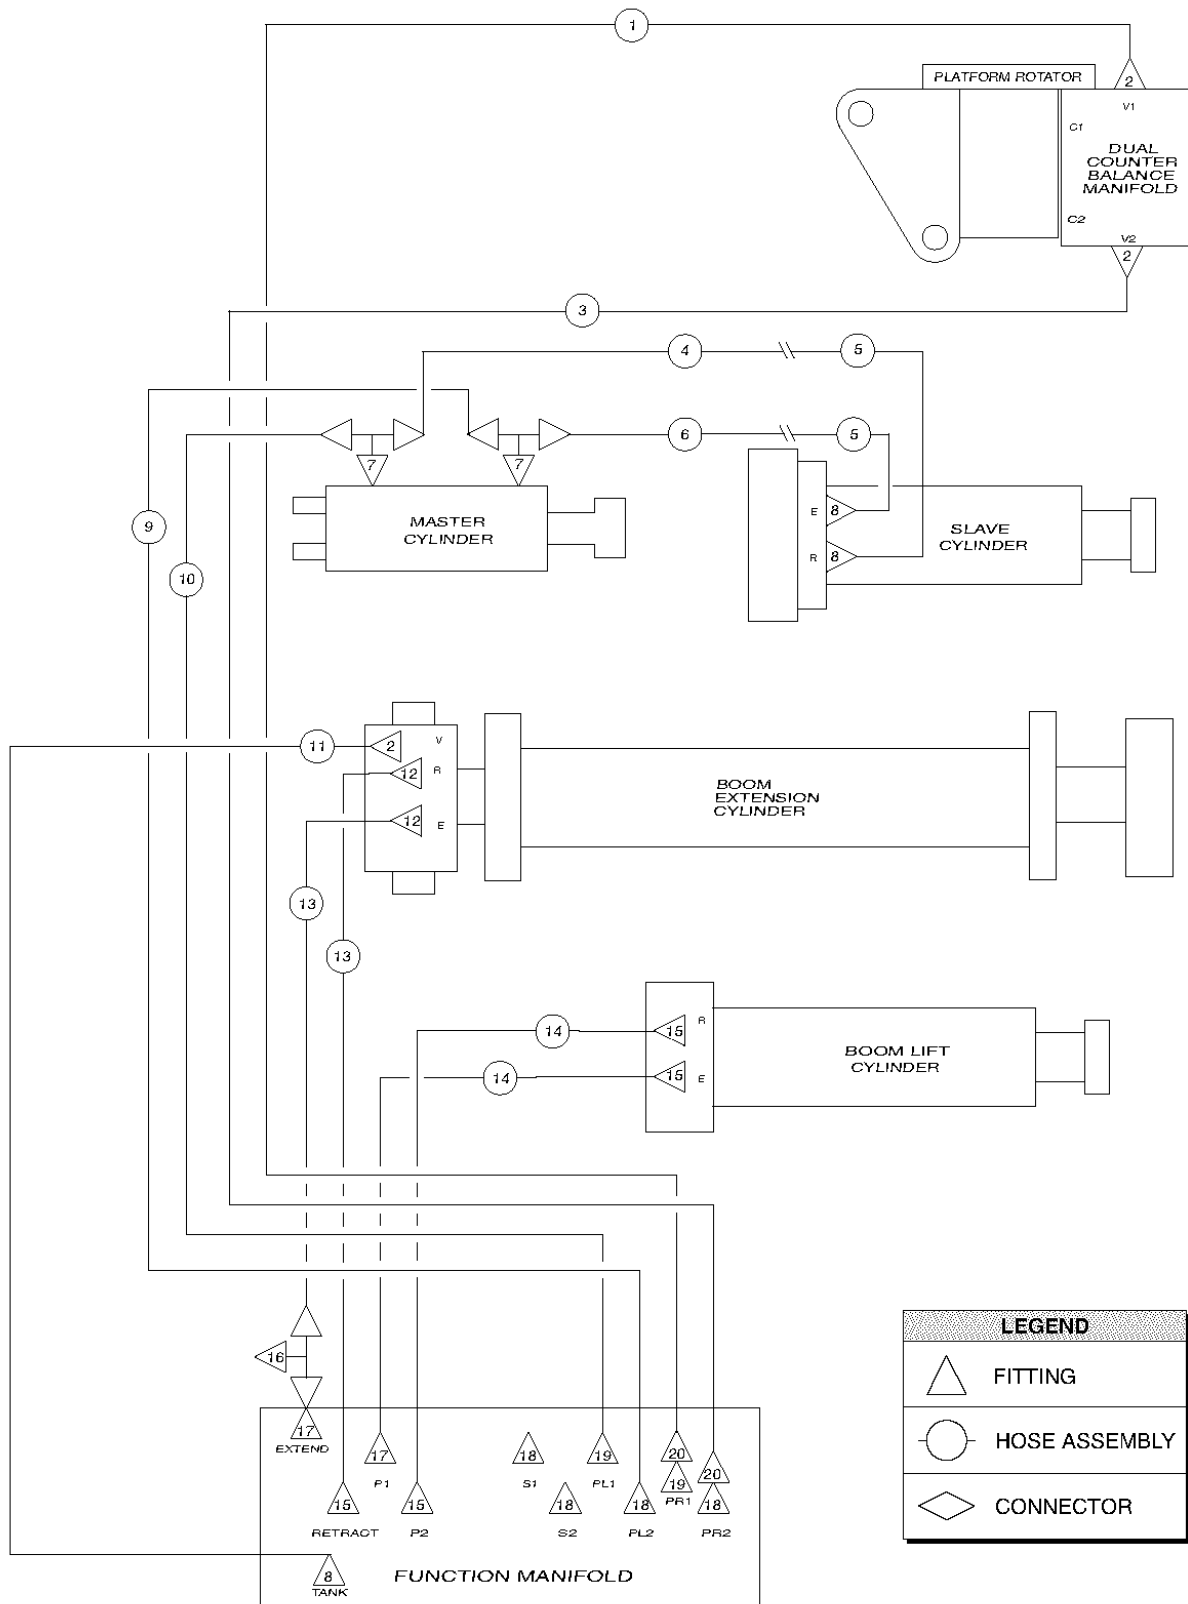 1
PLATFORM ROTATOR
2
V1
C1
DUAL
COUNTER
BALANCE
MANIFOLD
C2
V2
2
3
4
5
6
5
7
7
MASTER
CYLINDER
E
8
R
8
SLAVE
CYLINDER
9
10
11
2
V
12
R
12
E
BOOM
EXTENSION
CYLINDER
13
13
14
15
R
14
15
E
BOOM LIFT
CYLINDER
16
17
EXTEND
17
P1
18
S1
19
PL1
20
19
PR1
20
15
RETRACT
15
P2
18
S2
18
PL2
18
PR2
8
TANK
FUNCTION MANIFOLD
LEGEND
FITTING
HOSE ASSEMBLY
CONNECTOR